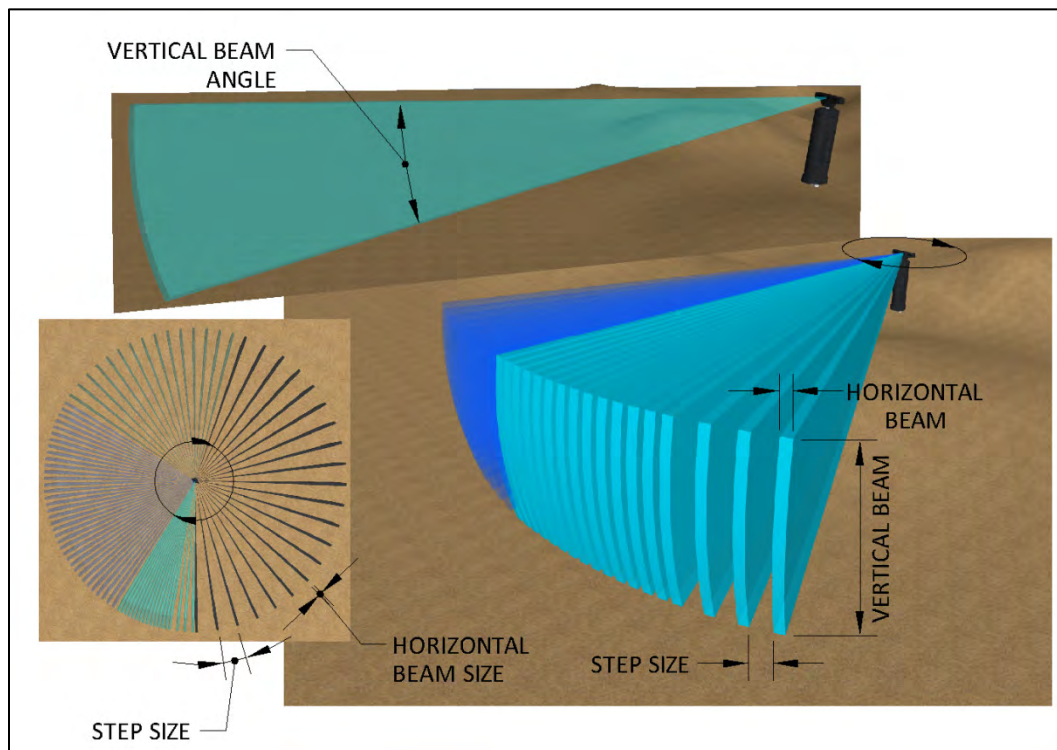 VERTICAL BEAM
ANGLE
HORIZONTAL
BEAM
VERTICAL BEAM
STEP SIZE
HORIZONTAL
BEAM SIZE
STEP SIZE